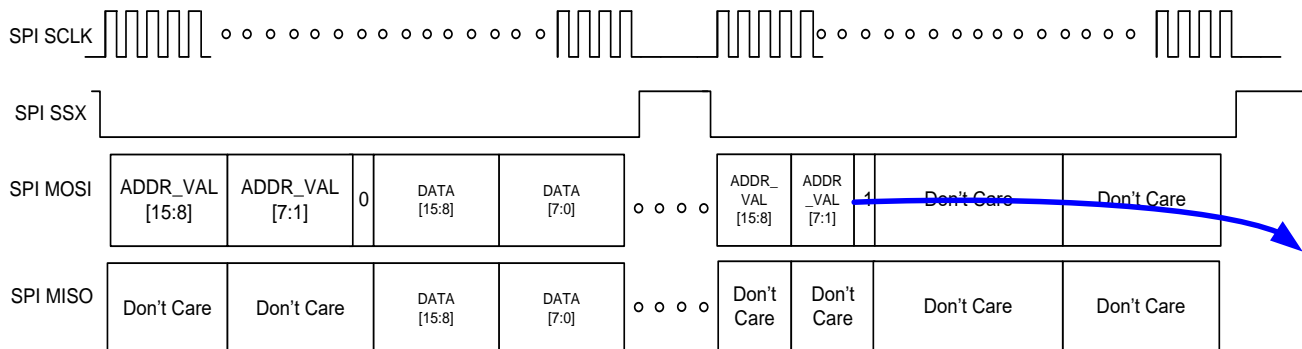 SPI SCLK
SPI SSX
SPI MOSI
ADDR_VAL
[15:8]
ADDR_VAL
[7:1]
0
DATA
[15:8]
DATA
[7:0]
ADDR_
VAL
[15:8]
ADDR
_VAL
[7:1]
1
Don't Care
Don't Care
SPI MISO
Don't Care
Don't Care
DATA
[15:8]
DATA
[7:0]
Don't
Care
Don't
Care
Don't Care
Don't Care